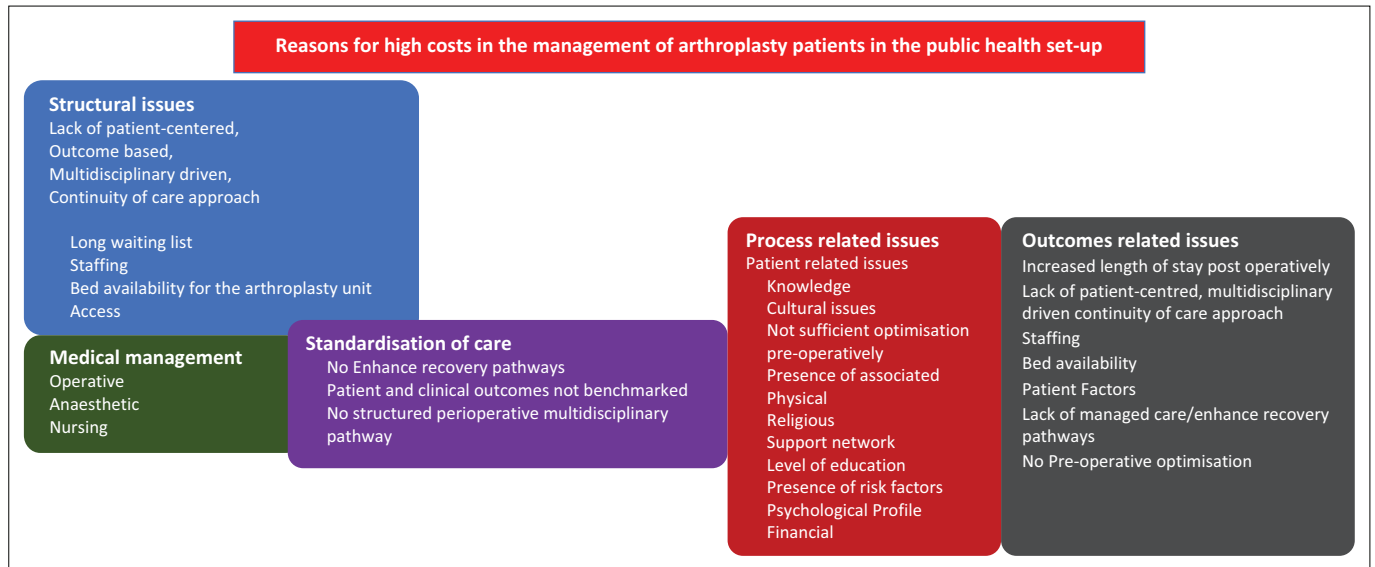 Reasons for high costs in the management of arthroplasty patients in the public health set-up
Structural issues
Lack of patient-centered,
Outcome based,
Multidisciplinary driven,
Continuity of care approach
Long waiting list
Staffing
Bed availability for the arthroplasty unit
Access
Medical management
Operative
Anaesthetic
Nursing
Standardisation of care
No Enhance recovery pathways
Patient and clinical outcomes not benchmarked
No structured perioperative multidisciplinary
pathway
Process related issues
Patient related issues
Knowledge
Cultural issues
Not sufficient optimisation
pre-operatively
Presence of associated
Physical
Religious
Support network
Level of education
Presence of risk factors
Psychological Profile
Financial
Outcomes related issues
Increased length of stay post operatively
Lack of patient-centred, multidisciplinary
driven continuity of care approach
Staffing
Bed availability
Patient Factors
Lack of managed care/enhance recovery
pathways
No Pre-operative optimisation